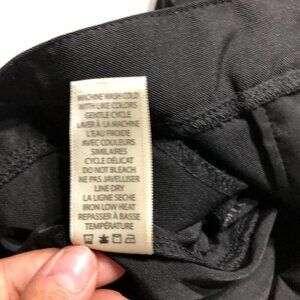 MACHINE WASH COLD
WITH LIKE COLORS
GENTLE CYCLE
LAVER À LA MACHINE
L'EAU FROIDE
AVEC COULEURS
SIMILAIRES
CYCLE DÉLICAT
DO NOT BLEACH
NE PAS JAVELLISER
LINE DRY
LA LIGNE SECHE
IRON LOW HEAT
REPASSER À BASSE
TEMPÉRATURE